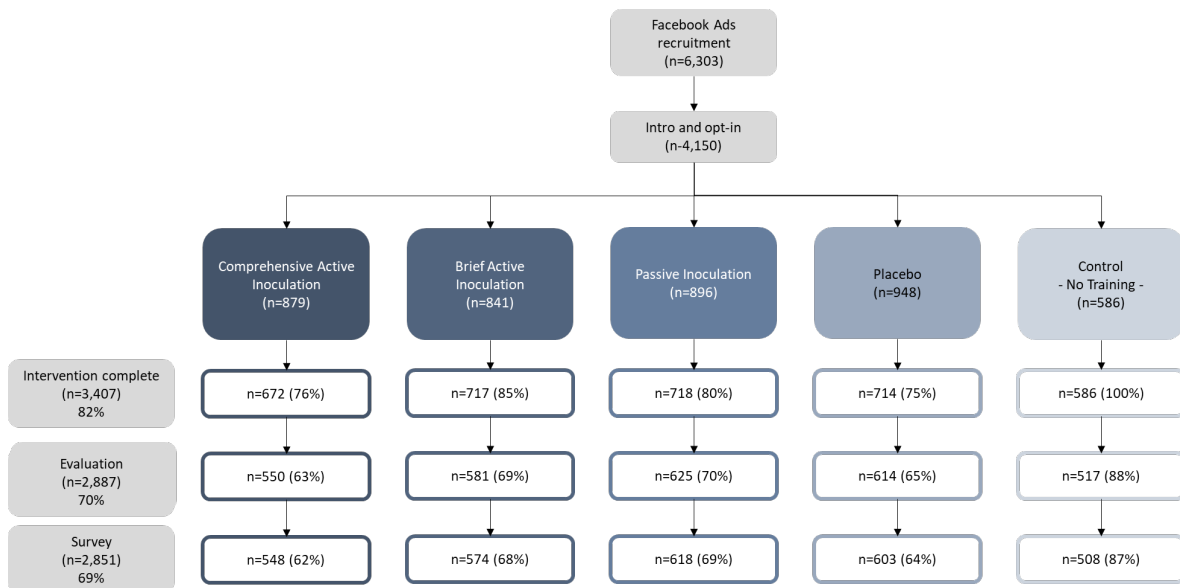 Facebook Ads
recruitment
(n=6,303)
Intro and opt-in
(n-4,150)
Comprehensive Active
Inoculation
(n=879)
Brief Active
Inoculation
(n=841)
Passive Inoculation
(n=896)
Placebo
(n=948)
Control
- No Training -
(n=586)
Intervention complete
(n=3,407)
82%
n=672 (76%)
n=717 (85%)
n=718 (80%)
n=714 (75%)
n=586 (100%)
Evaluation
(n=2,887)
70%
n=550 (63%)
n=581 (69%)
n=625 (70%)
n=614 (65%)
n=517 (88%)
Survey
(n=2,851)
69%
n=548 (62%)
n=574 (68%)
n=618 (69%)
n=603 (64%)
n=508 (87%)